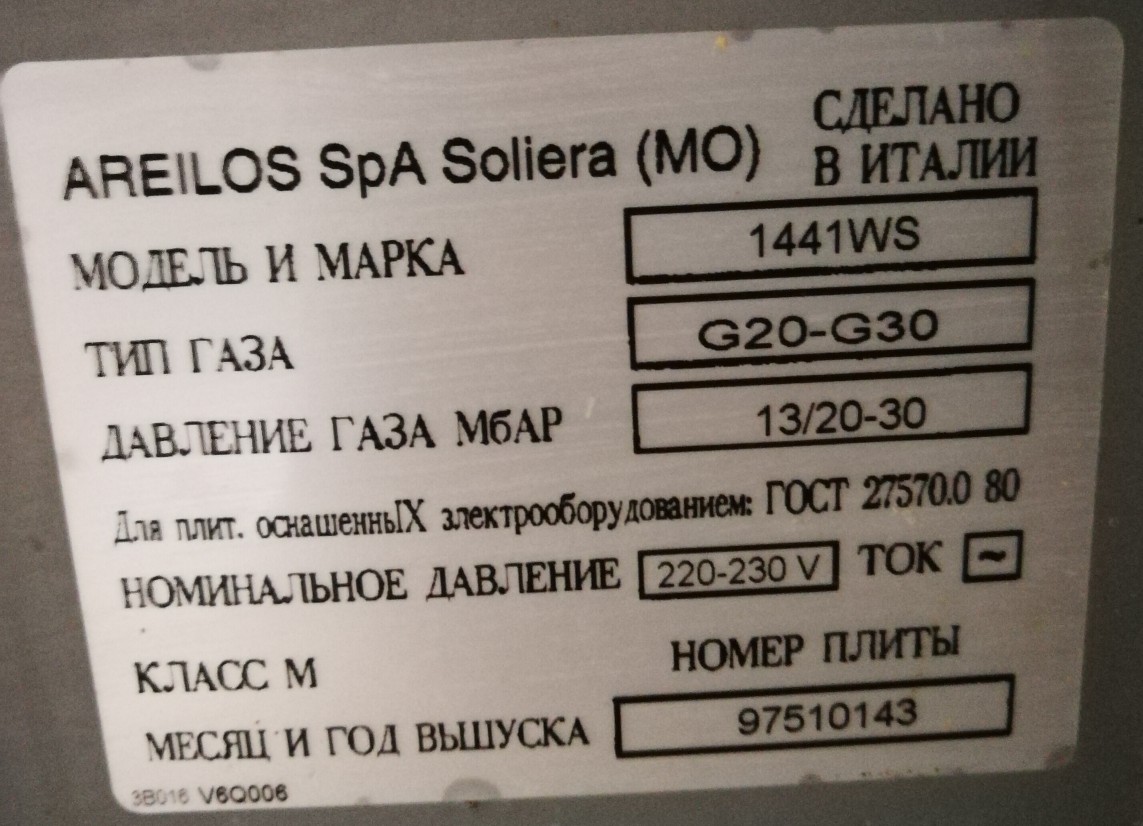 AREILOS SpA Soliera (MO)
СДЕЛАНО
В ИТАЛИИ
МОДЕЛЬ И МАРКА 1441WS
ТИП ГАЗА G20-G30
ДАВЛЕНИЕ ГАЗА МбАР 13/20-30
Для плит. оснашеннЫХ злектрооборудованием: ГОСТ 27570.0 80
НОМИНАЛЬНОЕ ДАВЛЕНИЕ 220-230 V ТОК ~
КЛАСС М
НОМЕР ПЛИТЫ
МЕСЯЦ И ГОД ВЫШУСКА 97510143
3B016 V6Q006